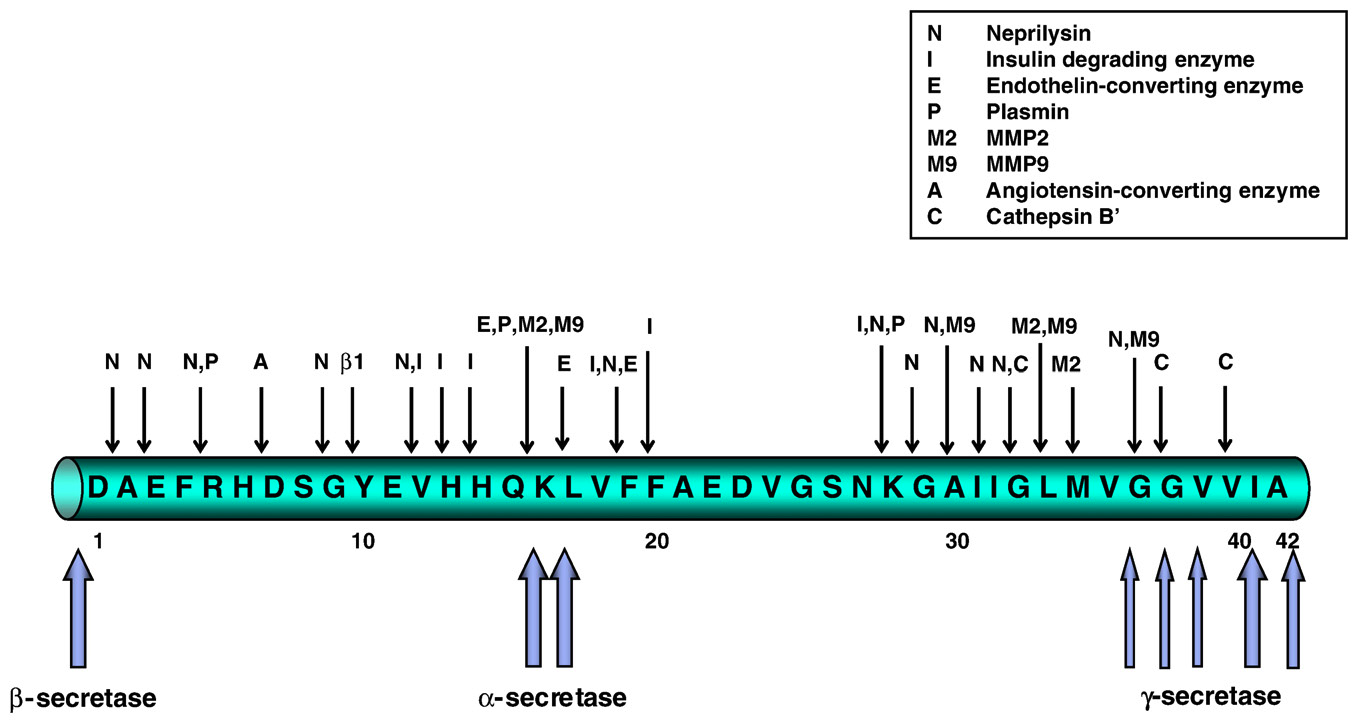 N Neprilysin
I Insulin degrading enzyme
E Endothelin-converting enzyme
P Plasmin
M2 MMP2
M9 MMP9
A Angiotensin-converting enzyme
C Cathepsin B’
E,P,M2,M9 I I,N,P N,M9 M2,M9 N,M9
N N N,P A N β1 N,I I I E I,N,E N N N,C M2 C C
D A E F R H D S G Y E V H H Q K L V F F A E D V G S N K G A I I G L M V G G V V I A
1 10 20 30 40 42
β-secretase α-secretase γ-secretase